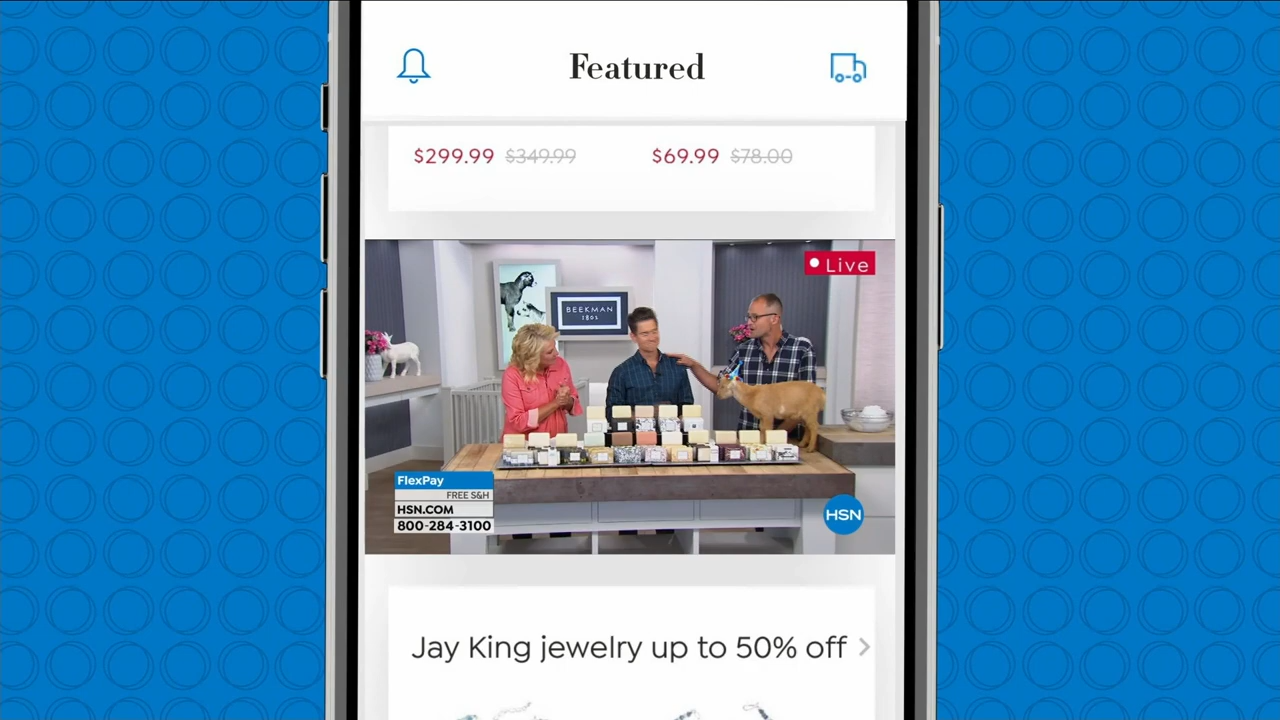 Featured
$299.99 $349.99 $69.99 $78.00
Live
BEEKMAN
1802
FlexPay
FREE S&H
HSN.COM
800-284-3100
HSN
Jay King jewelry up to 50% off